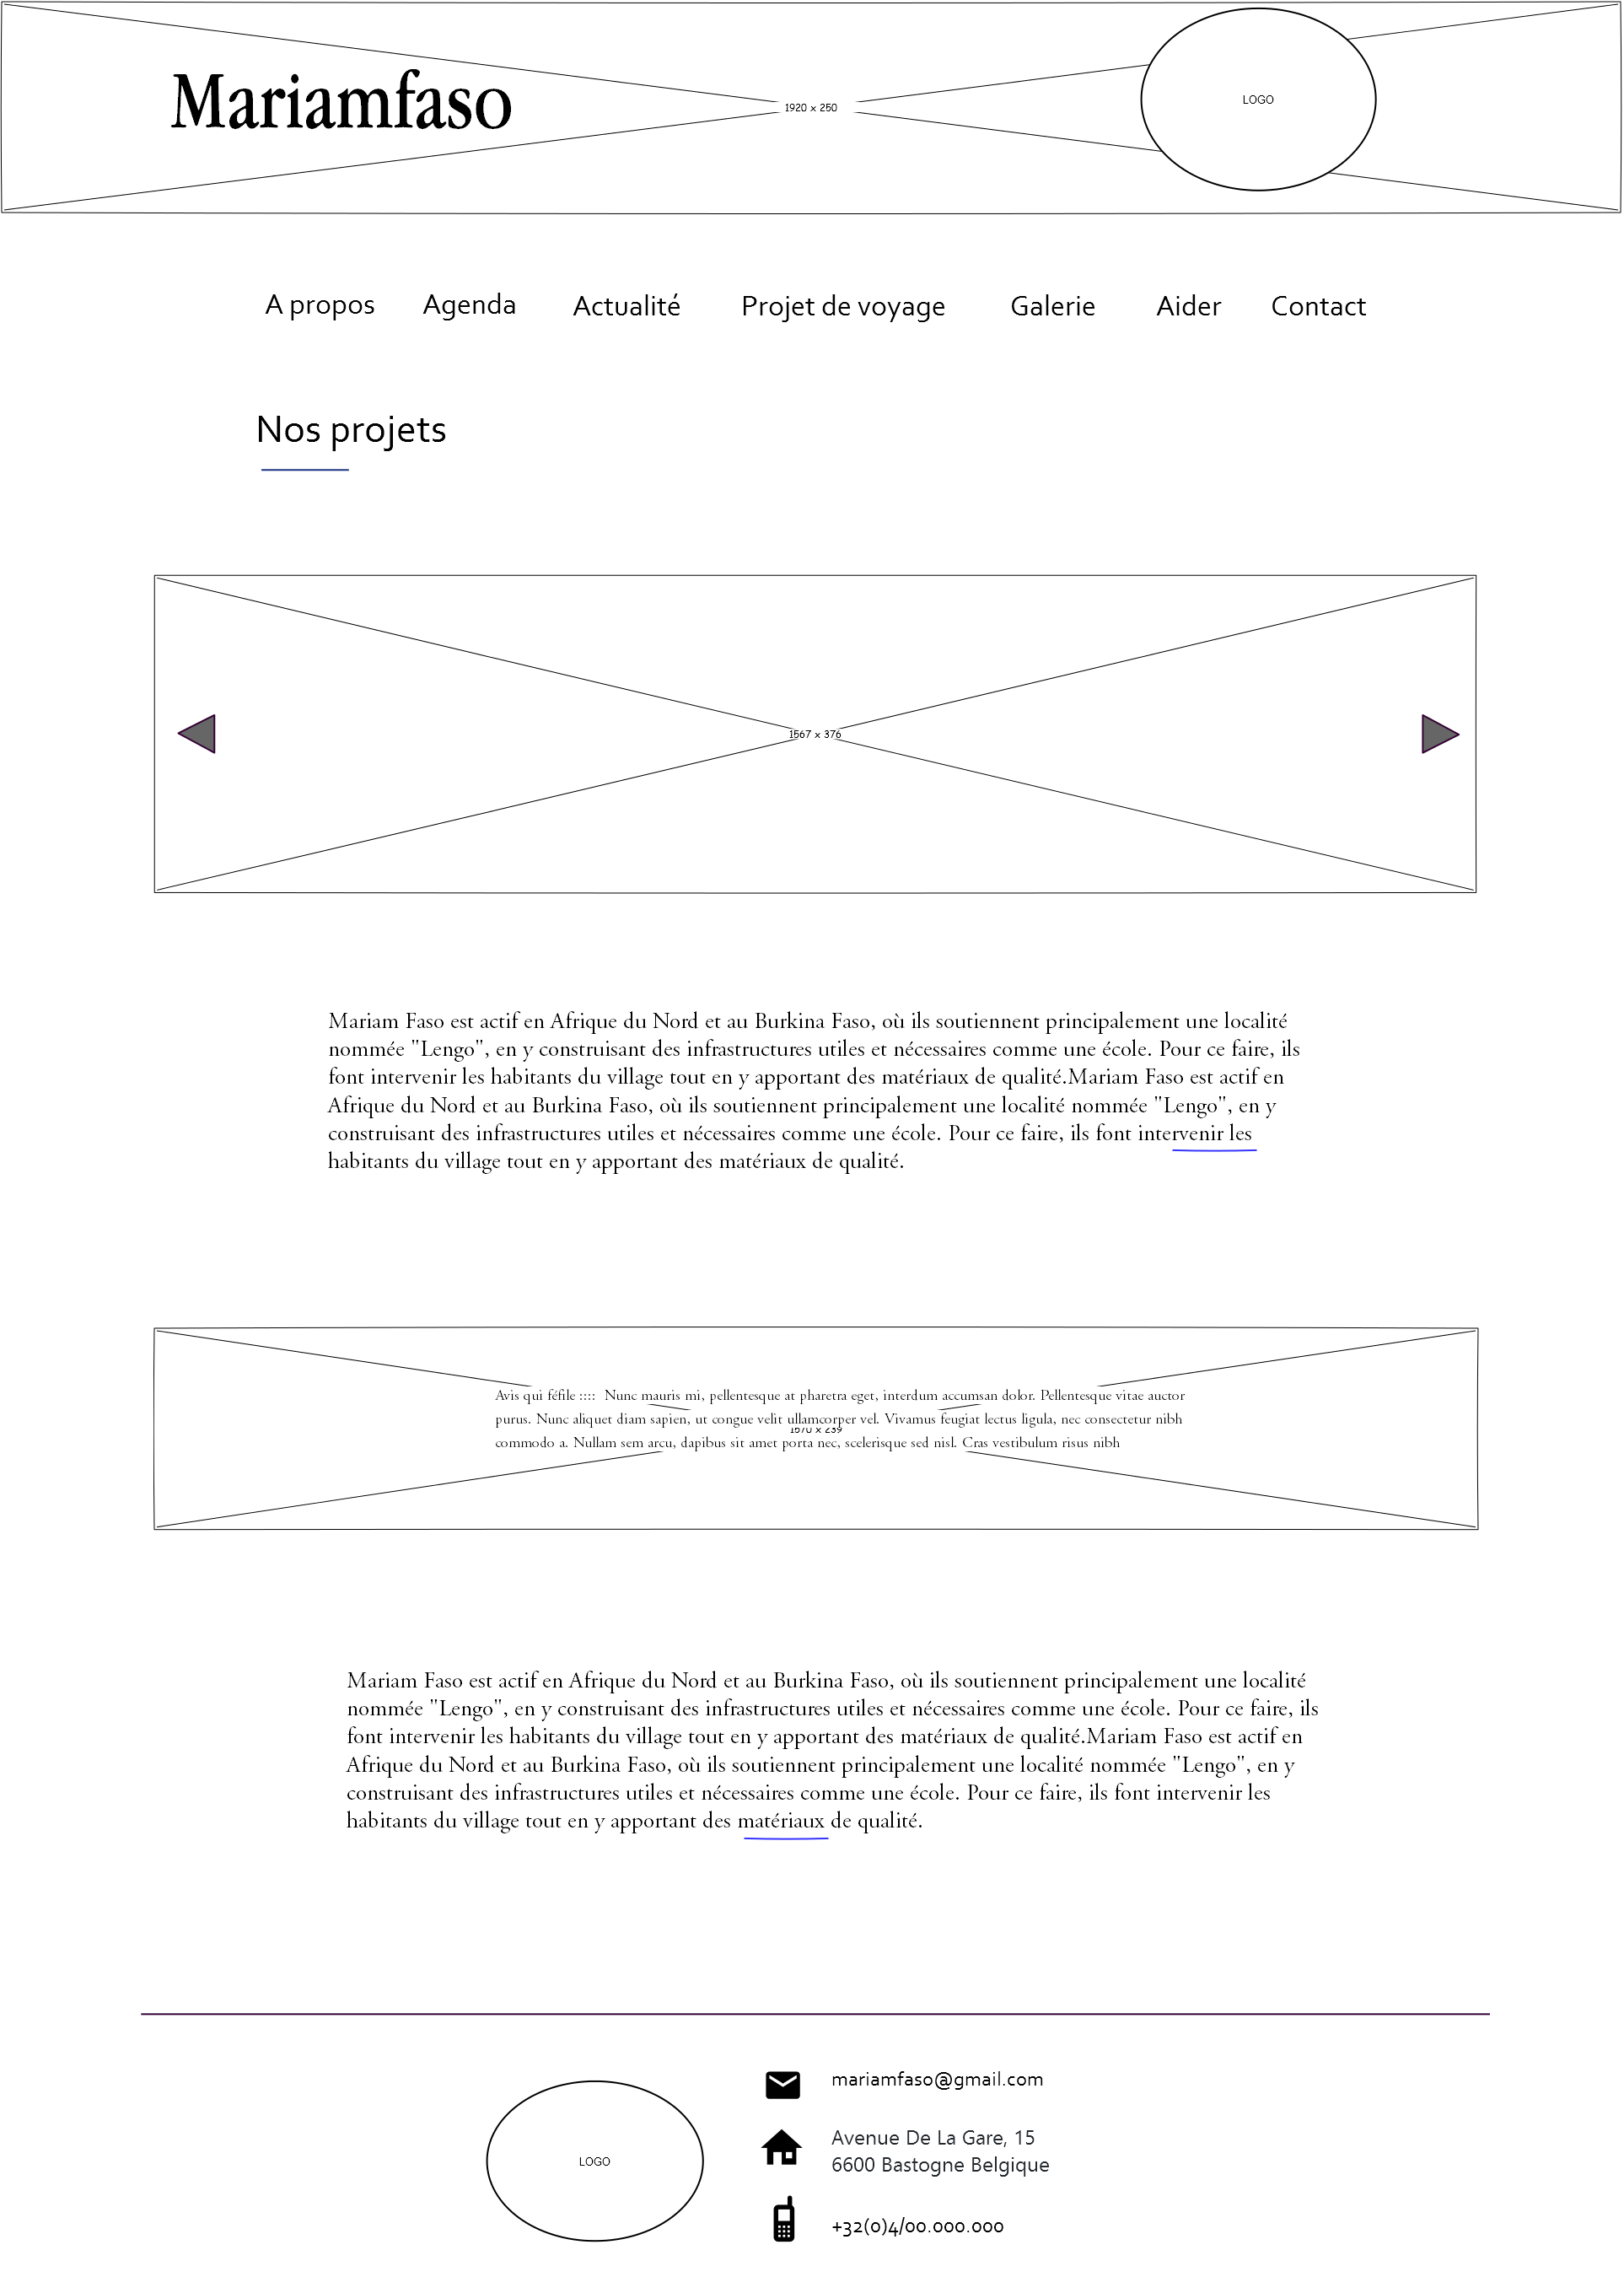 Mariamfaso
1920 x 250
LOGO
A propos Agenda Actualité Projet de voyage Galerie Aider Contact
Nos projets
1567 x 376
Mariam Faso est actif en Afrique du Nord et au Burkina Faso, où ils soutiennent principalement une localité
nommée "Lengo", en y construisant des infrastructures utiles et nécessaires comme une école. Pour ce faire, ils
font intervenir les habitants du village tout en y apportant des matériaux de qualité.Mariam Faso est actif en
Afrique du Nord et au Burkina Faso, où ils soutiennent principalement une localité nommée "Lengo", en y
construisant des infrastructures utiles et nécessaires comme une école. Pour ce faire, ils font intervenir les
habitants du village tout en y apportant des matériaux de qualité.
Avis qui féfile :::: Nunc mauris mi, pellentesque at pharetra eget, interdum accumsan dolor. Pellentesque vitae auctor
purus. Nunc aliquet diam sapien, ut congue velit ullamcorper vel. Vivamus feugiat lectus ligula, nec consectetur nibh
1570 x 239
commodo a. Nullam sem arcu, dapibus sit amet porta nec, scelerisque sed nisl. Cras vestibulum risus nibh
Mariam Faso est actif en Afrique du Nord et au Burkina Faso, où ils soutiennent principalement une localité
nommée "Lengo", en y construisant des infrastructures utiles et nécessaires comme une école. Pour ce faire, ils
font intervenir les habitants du village tout en y apportant des matériaux de qualité.Mariam Faso est actif en
Afrique du Nord et au Burkina Faso, où ils soutiennent principalement une localité nommée "Lengo", en y
construisant des infrastructures utiles et nécessaires comme une école. Pour ce faire, ils font intervenir les
habitants du village tout en y apportant des matériaux de qualité.
LOGO
mariamfaso@gmail.com
Avenue De La Gare, 15
6600 Bastogne Belgique
+32(0)4/00.000.000